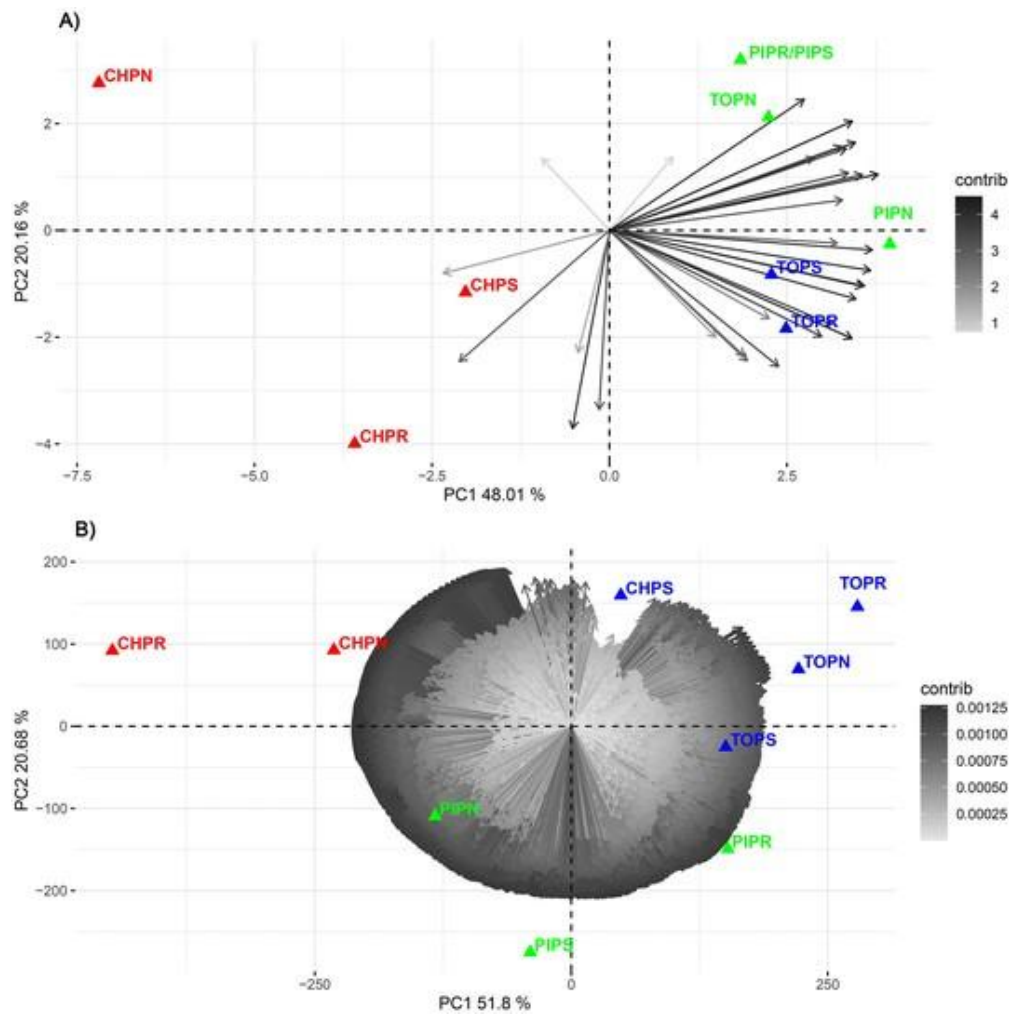 A)
CHPN
PIPR/PIPS
TOPN
2
contrib
4
3
2
1
PC2 20.16 %
0
PIPN
TOPS
CHPS
−2
TOPR
CHPR
−4
−7.5 −5.0 −2.5 0.0 2.5
PC1 48.01 %
B)
200
CHPS
TOPR
100
CHPR
CHPN
TOPN
contrib
0.00125
0.00100
0.00075
0.00050
0.00025
PC2 20.68 %
0
TOPS
−100
PIPN
PIPR
−200
PIPS
−250 0 250
PC1 51.8 %